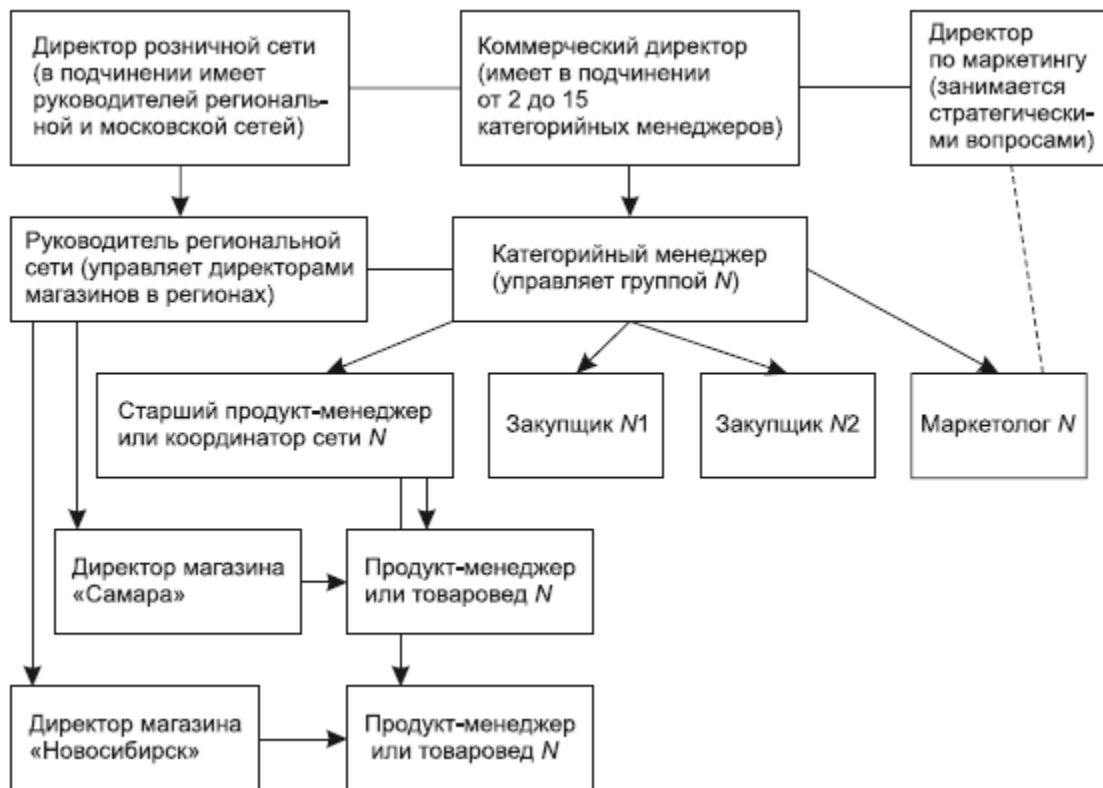 Директор розничной сети
(в подчинении имеет
руководителей региональ-
ной и московской сетей)
Коммерческий директор
(имеет в подчинении
от 2 до 15
категорийных менеджеров)
Директор
по маркетингу
(занимается
стратегически-
ми вопросами)
Руководитель региональной
сети (управляет директорами
магазинов в регионах)
Категорийный менеджер
(управляет группой N)
Старший продукт-менеджер
или координатор сети N
Закупщик N1
Закупщик N2
Маркетолог N
Директор магазина
«Самара»
Продукт-менеджер
или товаровед N
Директор магазина
«Новосибирск»
Продукт-менеджер
или товаровед N